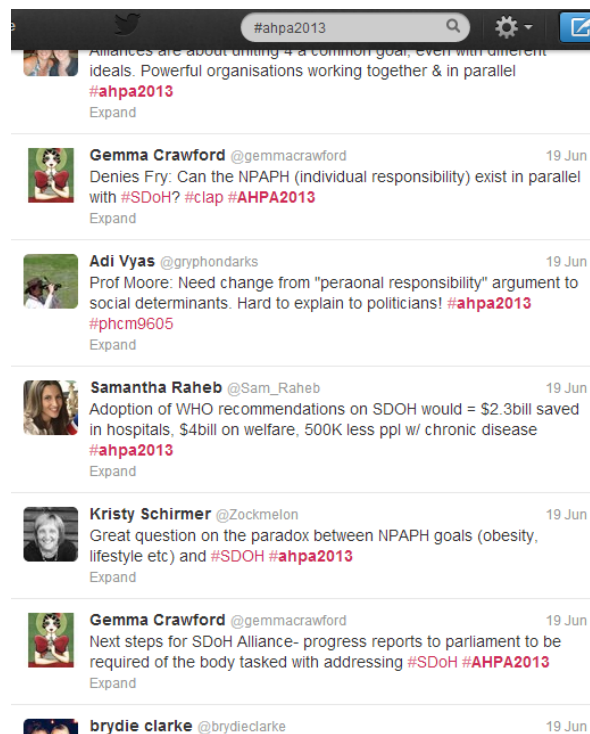 e
#ahpa2013
Alliances are about uniting 4 a common goal, even with different
ideals. Powerful organisations working together & in parallel
#ahpa2013
Expand
Gemma Crawford @gemmacrawford 19 Jun
Denies Fry: Can the NPAPH (individual responsibility) exist in parallel
with #SDoH? #clap #AHPA2013
Expand
Adi Vyas @gryphondarks 19 Jun
Prof Moore: Need change from "peraonal responsibility" argument to
social determinants. Hard to explain to politicians! #ahpa2013
#phcm9605
Expand
Samantha Raheb @Sam_Raheb 19 Jun
Adoption of WHO recommendations on SDOH would = $2.3bill saved
in hospitals, $4bill on welfare, 500K less ppl w/ chronic disease
#ahpa2013
Expand
Kristy Schirmer @Zockmelon 19 Jun
Great question on the paradox between NPAPH goals (obesity,
lifestyle etc) and #SDOH #ahpa2013
Expand
Gemma Crawford @gemmacrawford 19 Jun
Next steps for SDoH Alliance- progress reports to parliament to be
required of the body tasked with addressing #SDoH #AHPA2013
Expand
brydie clarke @brydieclarke 19 Jun